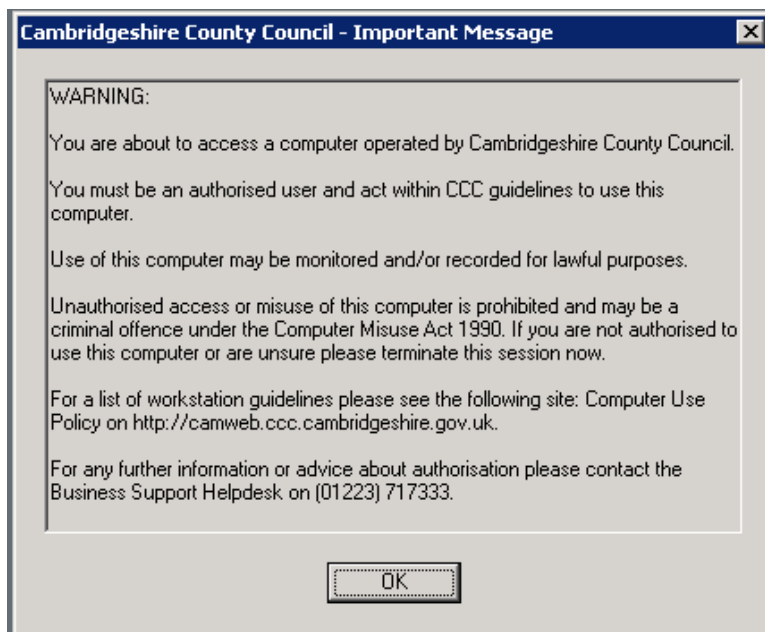 Cambridgeshire County Council - Important Message
WARNING:
You are about to access a computer operated by Cambridgeshire County Council.
You must be an authorised user and act within CCC guidelines to use this
computer.
Use of this computer may be monitored and/or recorded for lawful purposes.
Unauthorised access or misuse of this computer is prohibited and may be a
criminal offence under the Computer Misuse Act 1990. If you are not authorised to
use this computer or are unsure please terminate this session now.
For a list of workstation guidelines please see the following site: Computer Use
Policy on http://camweb.ccc.cambridgeshire.gov.uk.
For any further information or advice about authorisation please contact the
Business Support Helpdesk on (01223) 717333.
OK